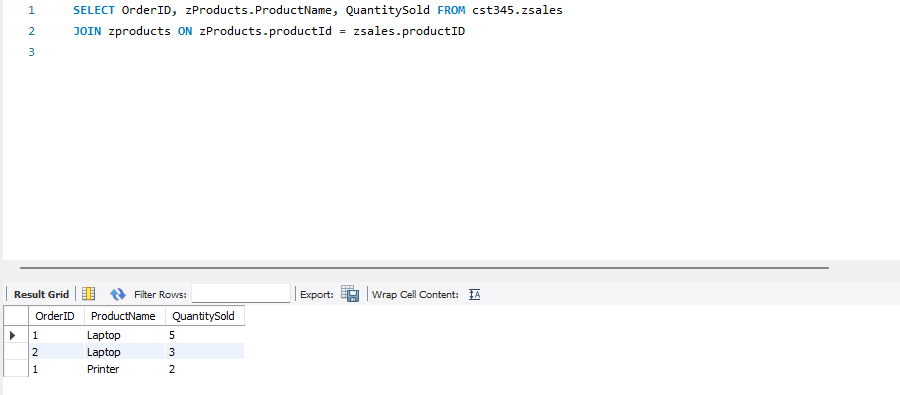 1 SELECT OrderID, zProducts.ProductName, QuantitySold FROM cst345.zsales
2 JOIN zproducts ON zProducts.productId = zsales.productID
3
Result Grid Filter Rows: Export: Wrap Cell Content: IA
OrderID ProductName QuantitySold
1 Laptop 5
2 Laptop 3
1 Printer 2